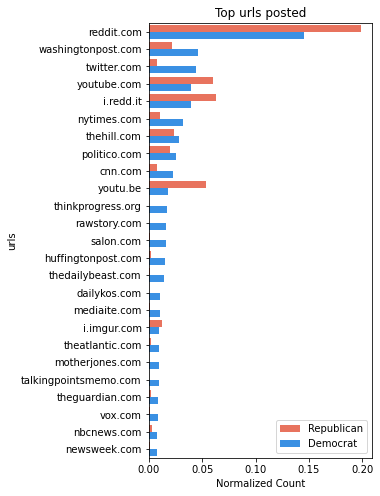 Top urls posted
reddit.com
washingtonpost.com
twitter.com
youtube.com
i.redd.it
nytimes.com
thehill.com
politico.com
cnn.com
youtu.be
thinkprogress.org
rawstory.com
salon.com
huffingtonpost.com
thedailybeast.com
dailykos.com
mediaite.com
i.imgur.com
theatlantic.com
motherjones.com
talkingpointsmemo.com
theguardian.com
vox.com
nbcnews.com
newsweek.com
urls
Republican
Democrat
0.00 0.05 0.10 0.15 0.20
Normalized Count